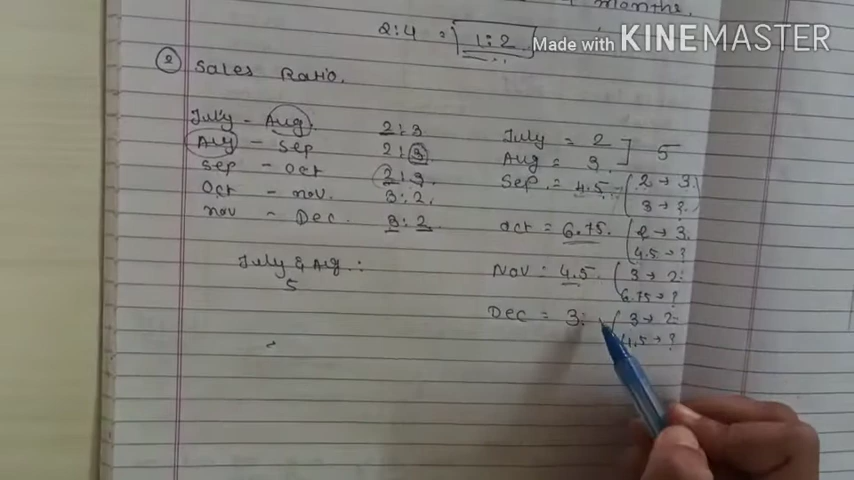 months.
2:4 = 1:2
Made with KINEMASTER
2 Sales Ratio.
July - Aug. 2:3
Aug - Sep 2:3
Sep - Oct 2:3.
Oct - nov. 3:2.
nov - Dec. 3:2
July & Aug :
5
July = 2
Aug = 3. ] 5
Sep = 4.5 - ( 2 → 3.
3 → ?
Oct = 6.75. ( 2 → 3.
4.5 → ?
Nov = 4.5 ( 3 → 2
6.75 → ?
Dec = 3 ( 3 → 2
4.5 → ?